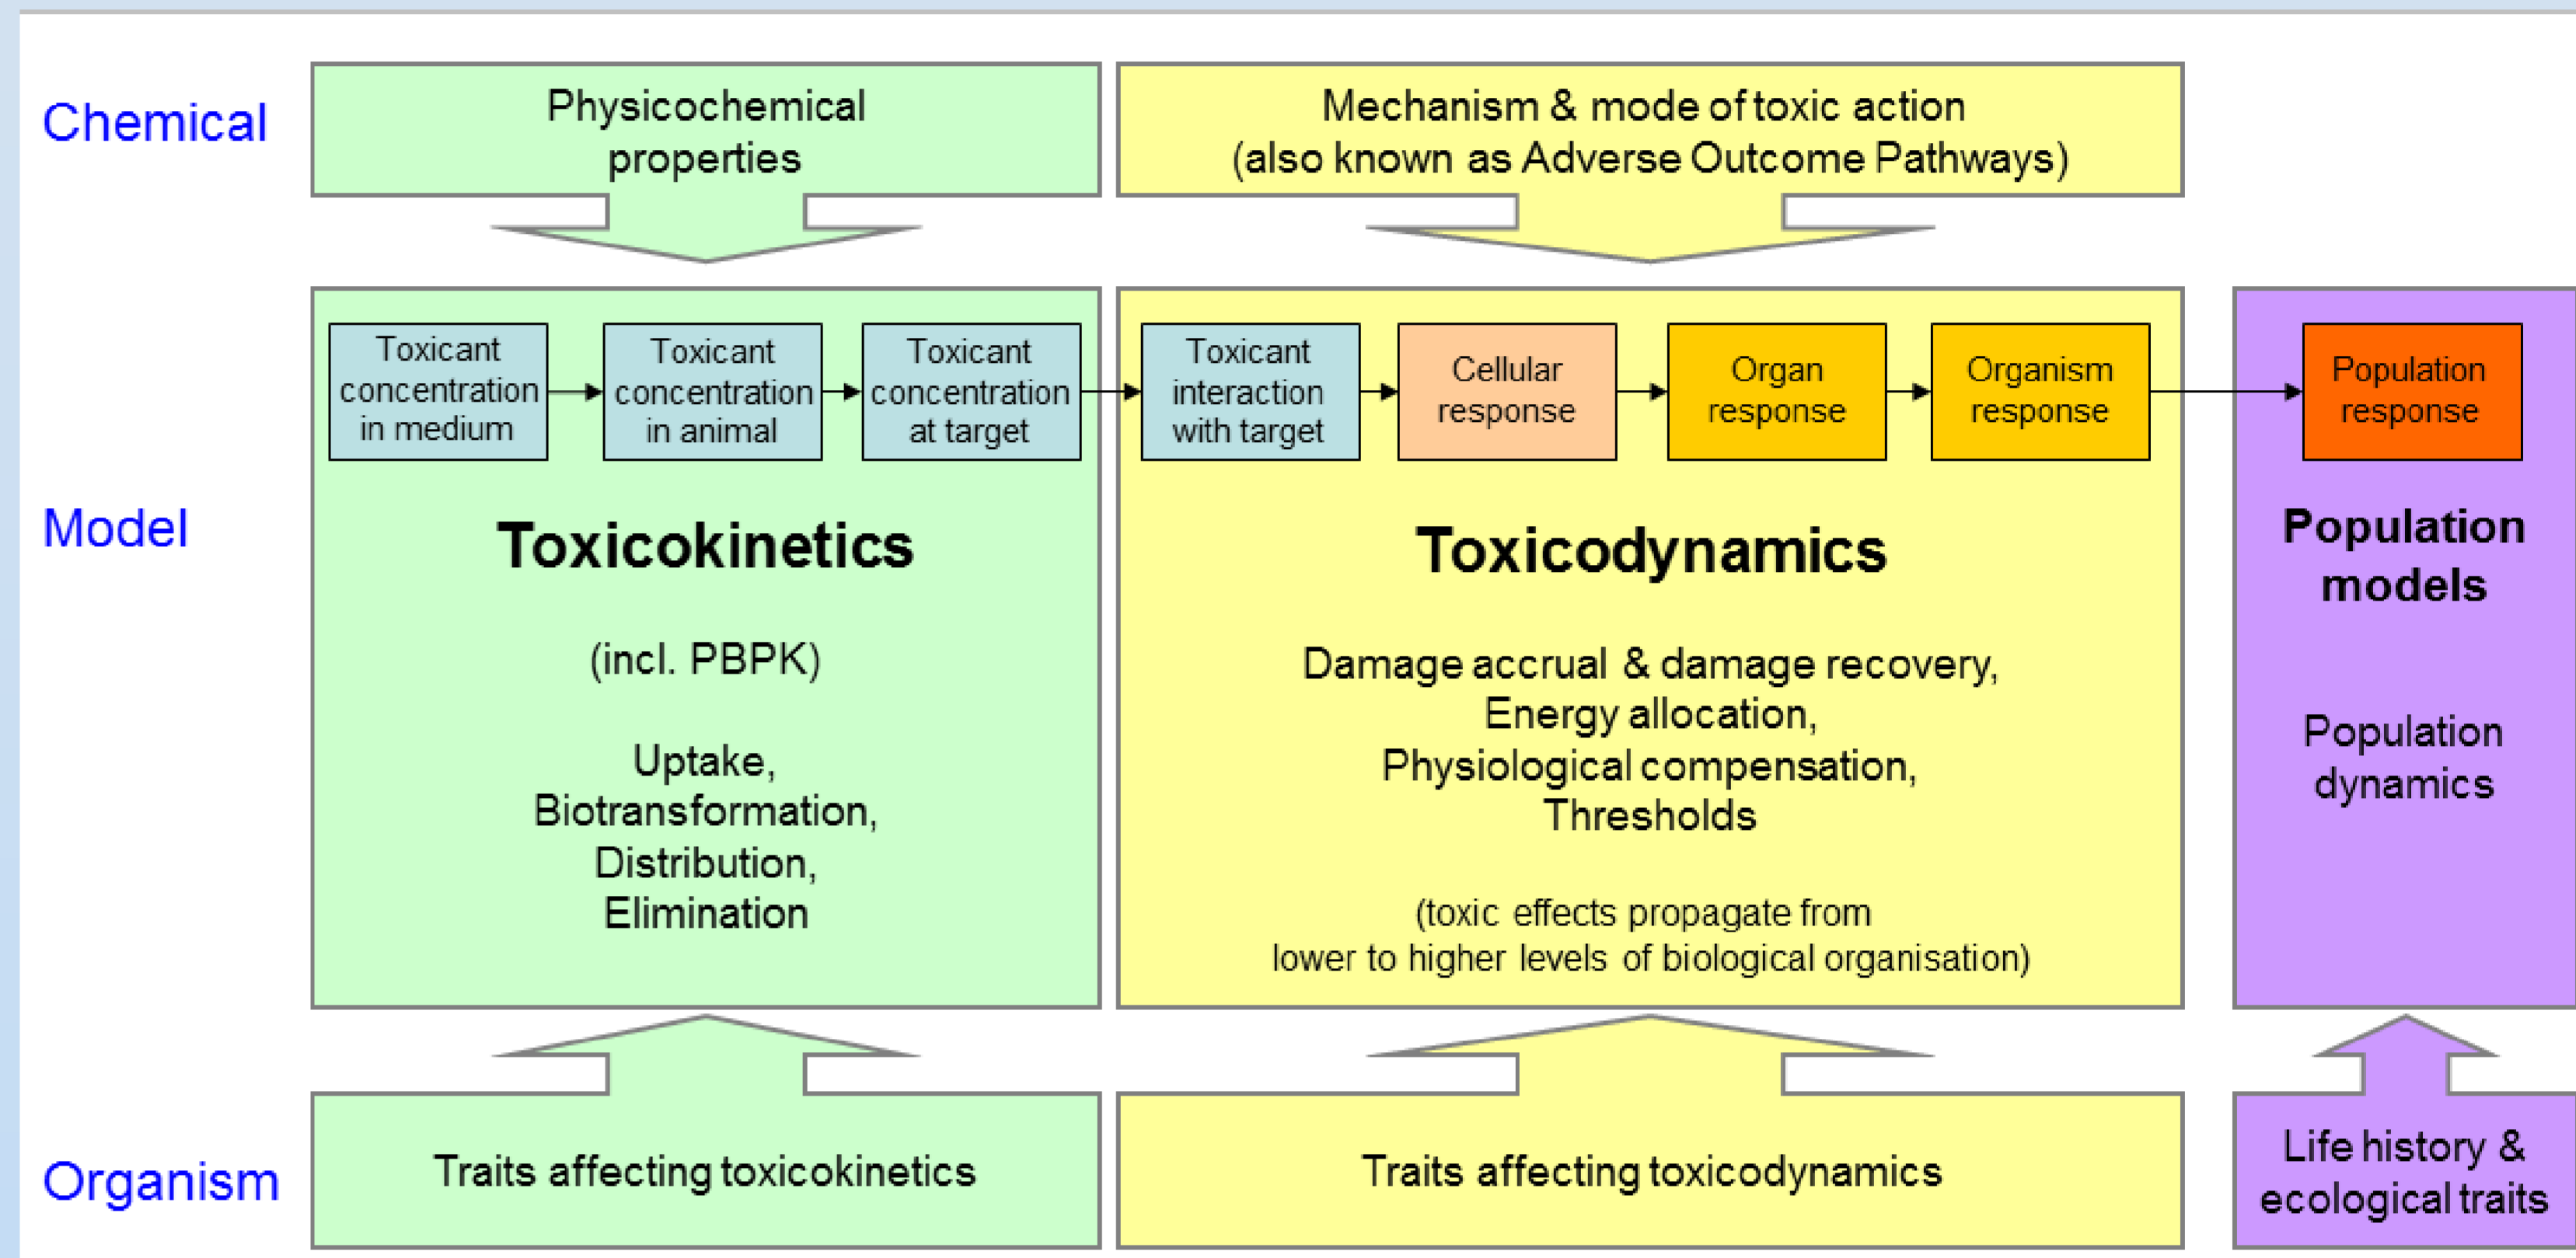 Chemical
Physicochemical
properties
Mechanism & mode of toxic action
(also known as Adverse Outcome Pathways)
Model
Toxicant
concentration
in medium
Toxicant
concentration
in animal
Toxicant
concentration
at target
Toxicokinetics
(incl. PBPK)
Uptake,
Biotransformation,
Distribution,
Elimination
Toxicant
interaction
with target
Cellular
response
Organ
response
Organism
response
Toxicodynamics
Damage accrual & damage recovery,
Energy allocation,
Physiological compensation,
Thresholds
(toxic effects propagate from
lower to higher levels of biological organisation)
Population
response
Population
models
Population
dynamics
Organism
Traits affecting toxicokinetics
Traits affecting toxicodynamics
Life history &
ecological traits